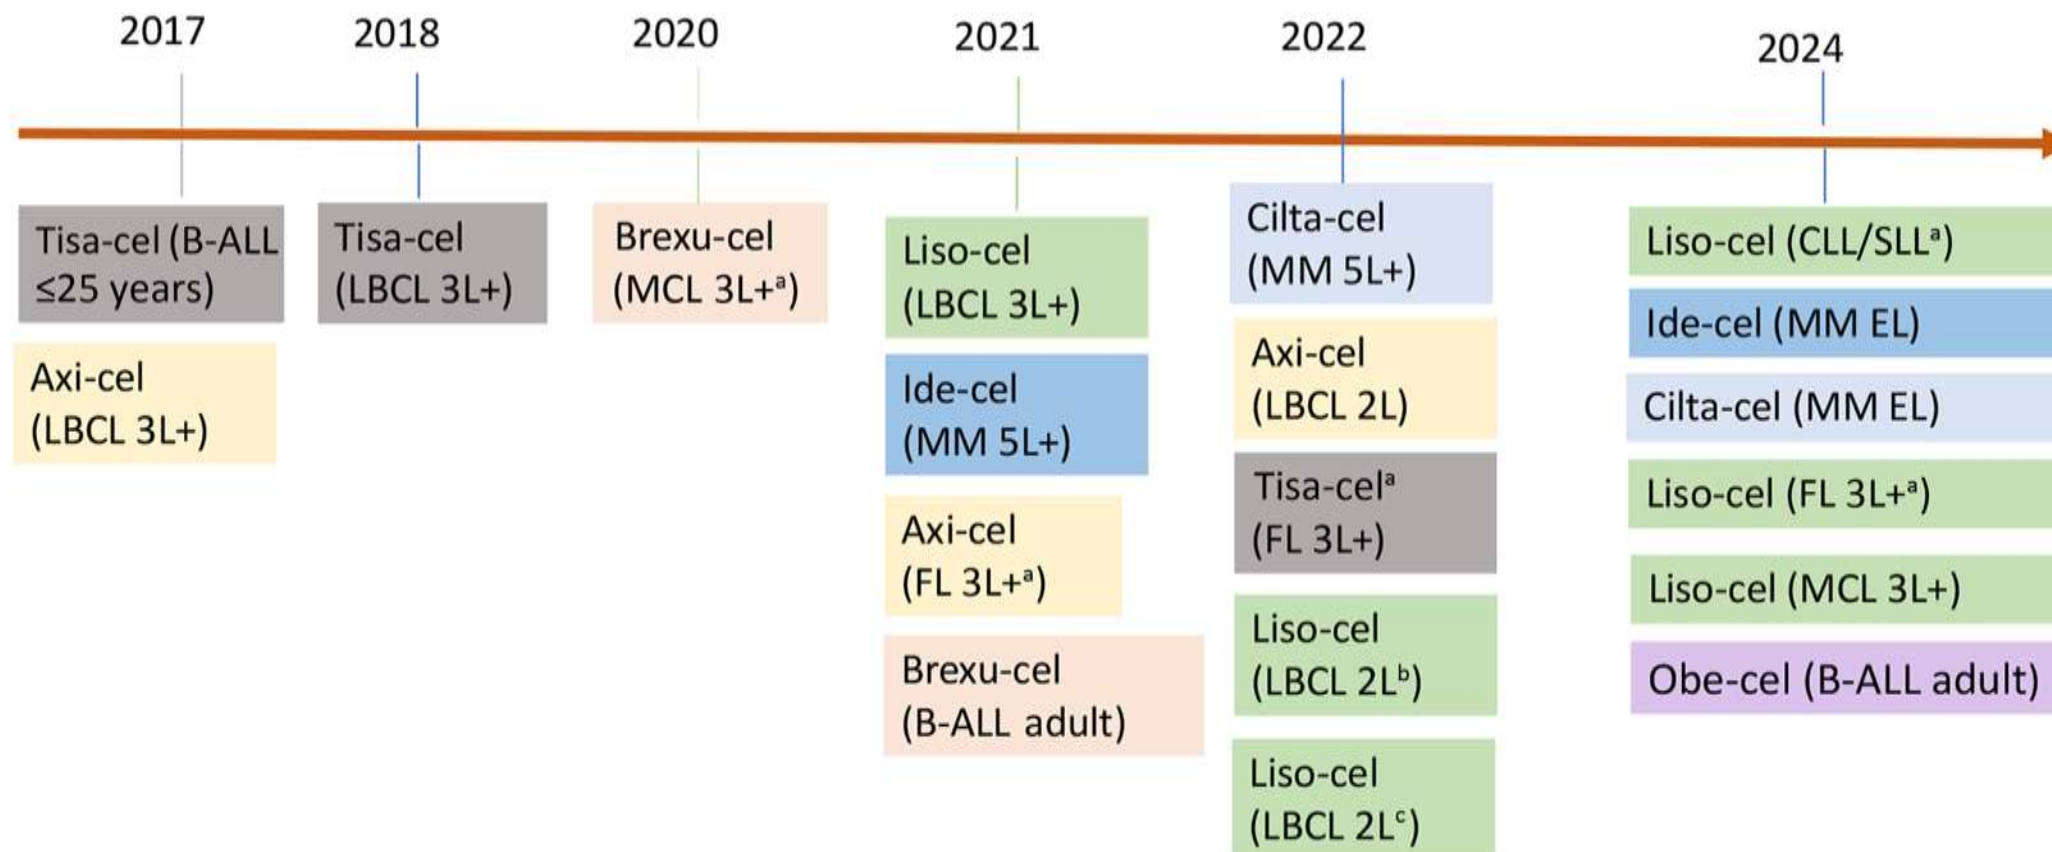 2017
2018
2020
2021
2022
2024
Tisa-cel (B-ALL
≤25 years)
Axi-cel
(LBCL 3L+)
Tisa-cel
(LBCL 3L+)
Brexu-cel
(MCL 3L+ᵃ)
Liso-cel
(LBCL 3L+)
Ide-cel
(MM 5L+)
Axi-cel
(FL 3L+ᵃ)
Brexu-cel
(B-ALL adult)
Cilta-cel
(MM 5L+)
Axi-cel
(LBCL 2L)
Tisa-celᵃ
(FL 3L+)
Liso-cel
(LBCL 2Lᵇ)
Liso-cel
(LBCL 2Lᶜ)
Liso-cel (CLL/SLLᵃ)
Ide-cel (MM EL)
Cilta-cel (MM EL)
Liso-cel (FL 3L+ᵃ)
Liso-cel (MCL 3L+)
Obe-cel (B-ALL adult)